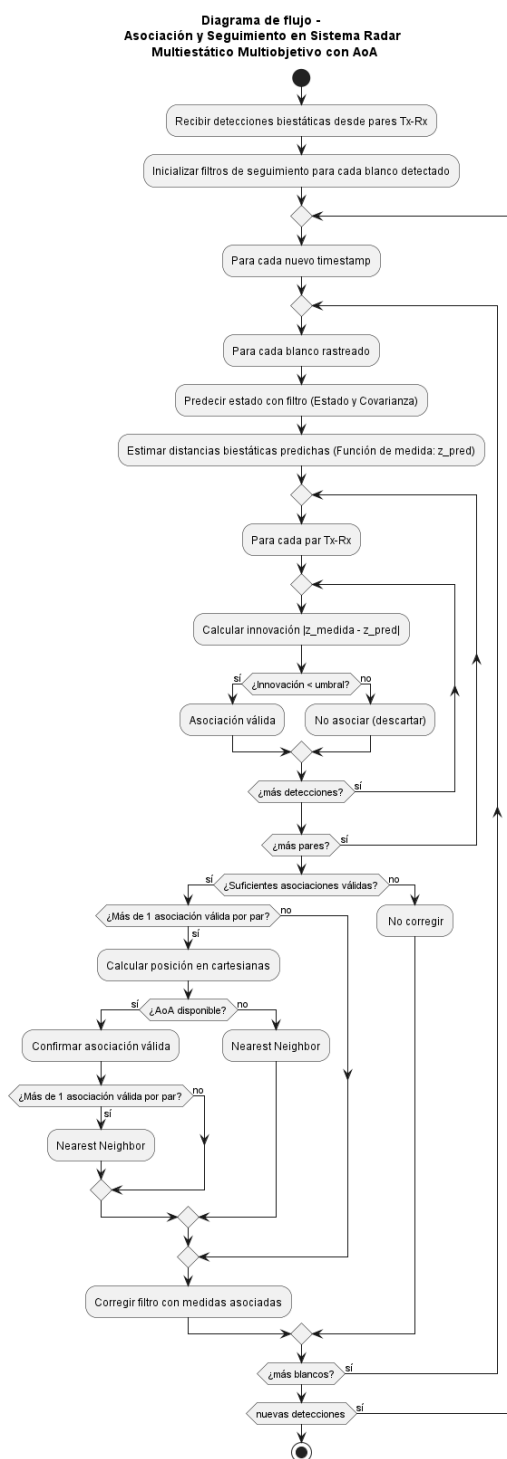 Diagrama de flujo -
Asociación y Seguimiento en Sistema Radar
Multiestático Multiobjetivo con AoA
Recibir detecciones biestáticas desde pares Tx-Rx
Inicializar filtros de seguimiento para cada blanco detectado
Para cada nuevo timestamp
Para cada blanco rastreado
Predecir estado con filtro (Estado y Covarianza)
Estimar distancias biestáticas predichas (Función de medida: z_pred)
Para cada par Tx-Rx
Calcular innovación |z_medida - z_pred|
sí
¿Innovación < umbral?
no
Asociación válida
No asociar (descartar)
¿más detecciones?
sí
¿más pares?
sí
sí
¿Suficientes asociaciones válidas?
no
¿Más de 1 asociación válida por par?
no
No corregir
sí
Calcular posición en cartesianas
sí
¿AoA disponible?
no
Confirmar asociación válida
Nearest Neighbor
¿Más de 1 asociación válida por par?
no
sí
Nearest Neighbor
Corregir filtro con medidas asociadas
¿más blancos?
sí
nuevas detecciones
sí